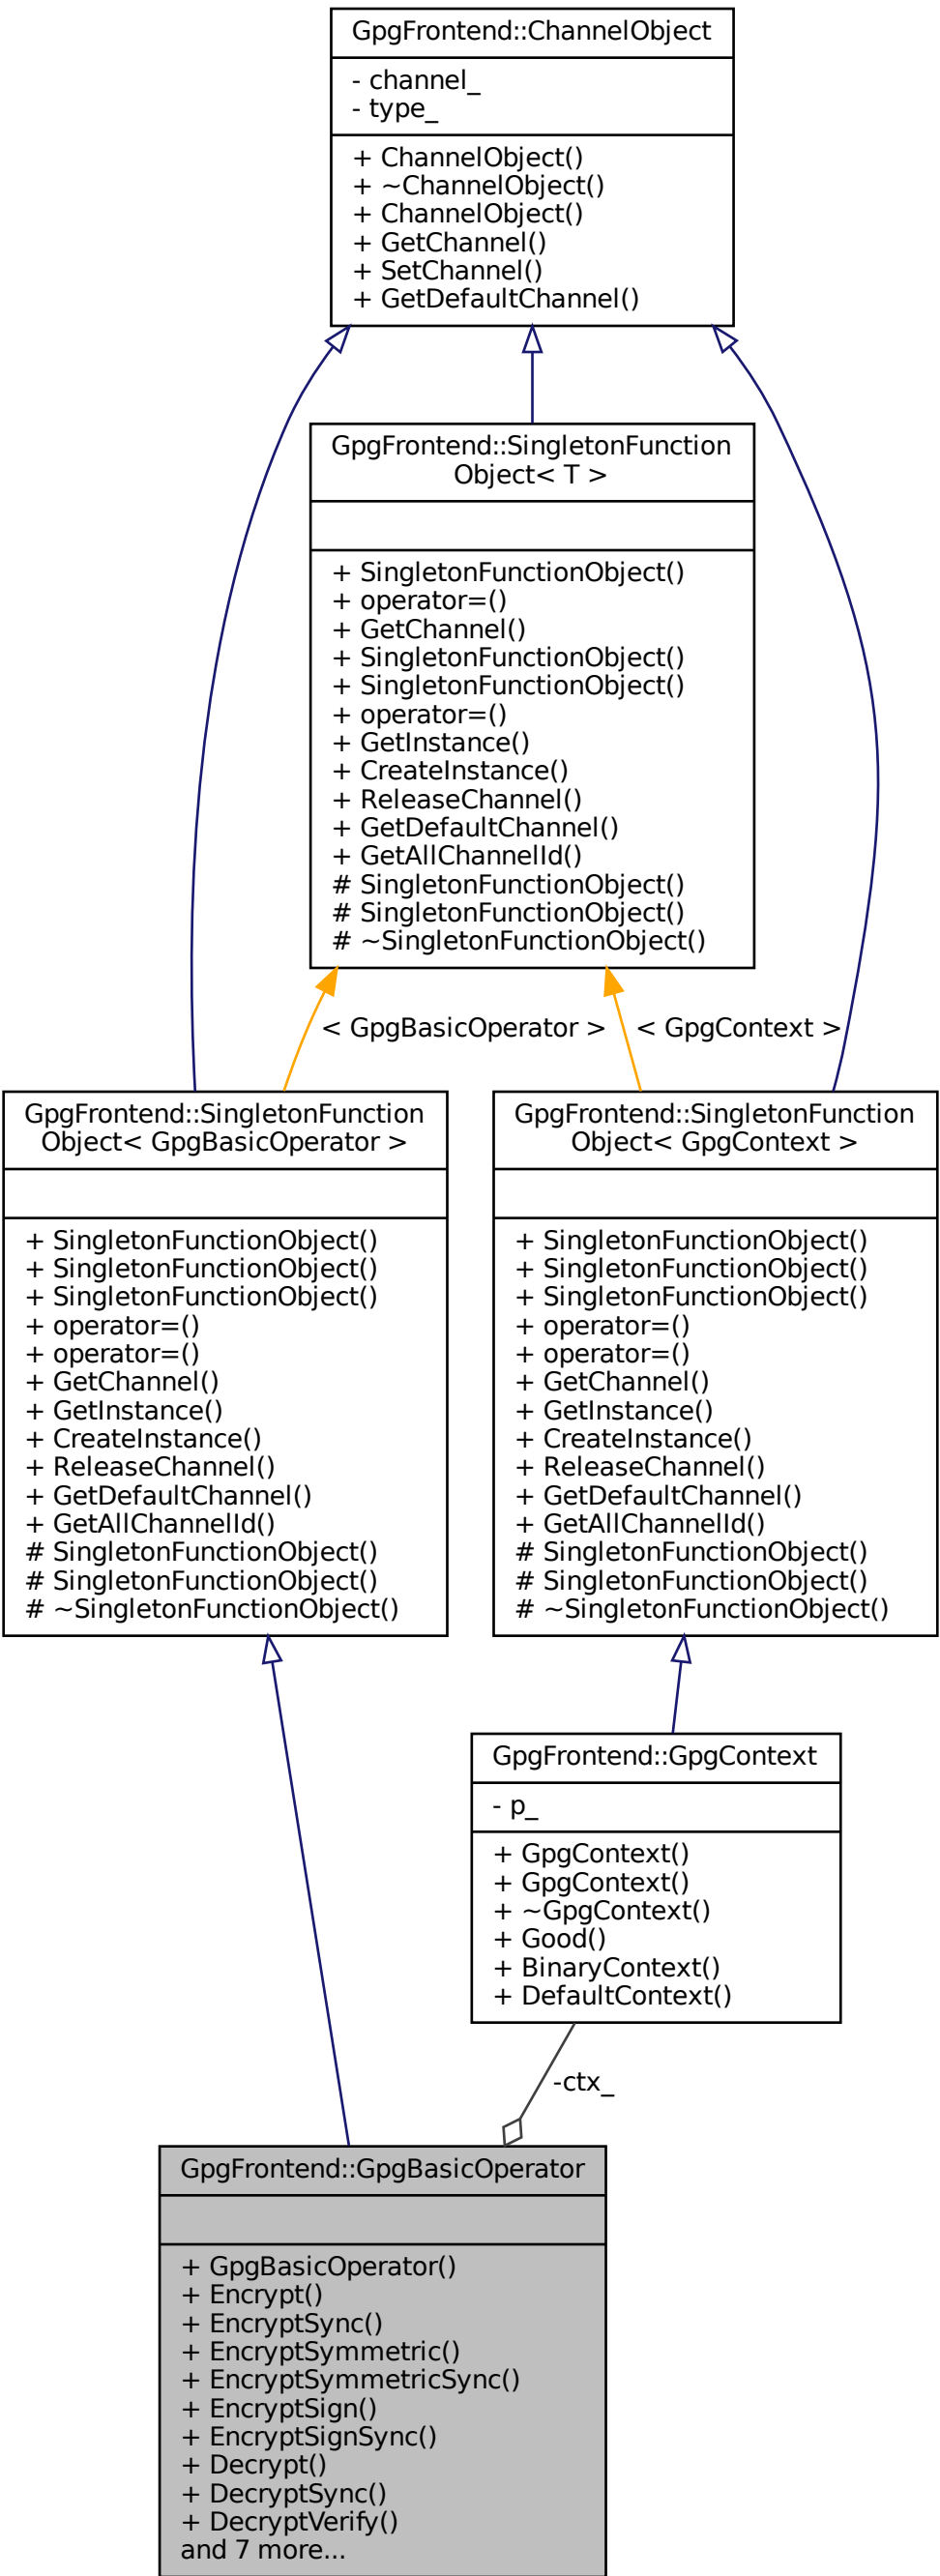 GpgFrontend::ChannelObject
- channel_
- type_
+ ChannelObject()
+ ~ChannelObject()
+ ChannelObject()
+ GetChannel()
+ SetChannel()
+ GetDefaultChannel()
GpgFrontend::SingletonFunction
Object< T >
+ SingletonFunctionObject()
+ operator=()
+ GetChannel()
+ SingletonFunctionObject()
+ SingletonFunctionObject()
+ operator=()
+ GetInstance()
+ CreateInstance()
+ ReleaseChannel()
+ GetDefaultChannel()
+ GetAllChannelId()
# SingletonFunctionObject()
# SingletonFunctionObject()
# ~SingletonFunctionObject()
< GpgBasicOperator >
< GpgContext >
GpgFrontend::SingletonFunction
Object< GpgBasicOperator >
+ SingletonFunctionObject()
+ SingletonFunctionObject()
+ SingletonFunctionObject()
+ operator=()
+ operator=()
+ GetChannel()
+ GetInstance()
+ CreateInstance()
+ ReleaseChannel()
+ GetDefaultChannel()
+ GetAllChannelId()
# SingletonFunctionObject()
# SingletonFunctionObject()
# ~SingletonFunctionObject()
GpgFrontend::SingletonFunction
Object< GpgContext >
+ SingletonFunctionObject()
+ SingletonFunctionObject()
+ SingletonFunctionObject()
+ operator=()
+ operator=()
+ GetChannel()
+ GetInstance()
+ CreateInstance()
+ ReleaseChannel()
+ GetDefaultChannel()
+ GetAllChannelId()
# SingletonFunctionObject()
# SingletonFunctionObject()
# ~SingletonFunctionObject()
GpgFrontend::GpgContext
- p_
+ GpgContext()
+ GpgContext()
+ ~GpgContext()
+ Good()
+ BinaryContext()
+ DefaultContext()
-ctx_
GpgFrontend::GpgBasicOperator
+ GpgBasicOperator()
+ Encrypt()
+ EncryptSync()
+ EncryptSymmetric()
+ EncryptSymmetricSync()
+ EncryptSign()
+ EncryptSignSync()
+ Decrypt()
+ DecryptSync()
+ DecryptVerify()
and 7 more...